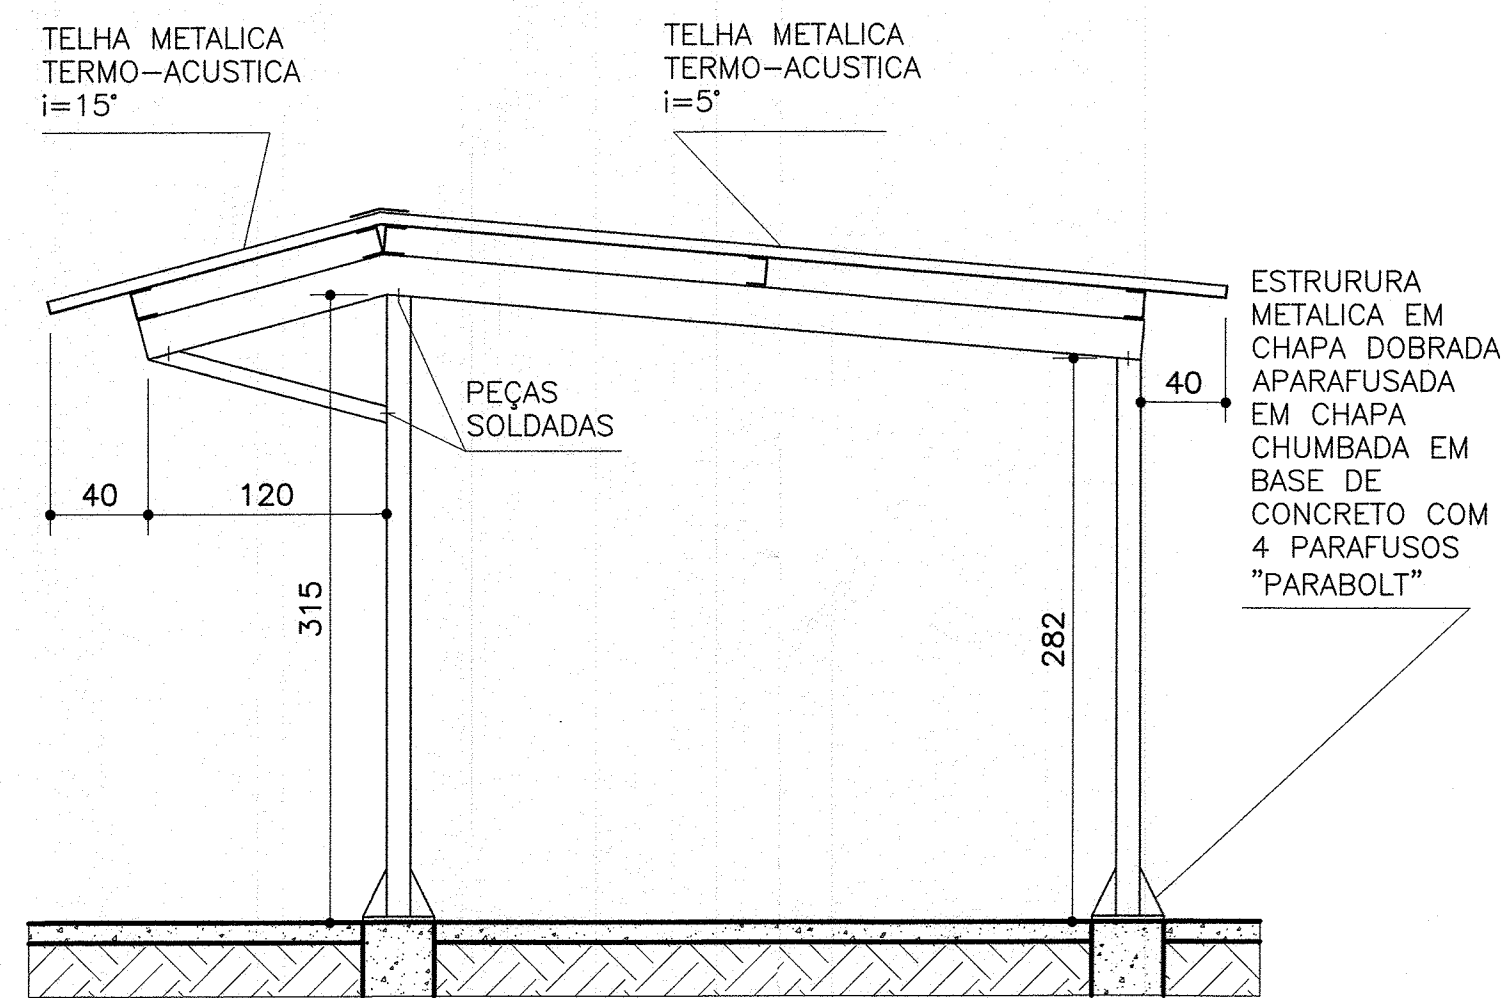 TELHA METALICA
TERMO-ACUSTICA
i=15°
TELHA METALICA
TERMO-ACUSTICA
i=5°
ESTRURURA
METALICA EM
CHAPA DOBRADA
APARAFUSADA
EM CHAPA
CHUMBADA EM
BASE DE
CONCRETO COM
4 PARAFUSOS
"PARABOLT"
PEÇAS
SOLDADAS
40
40
120
315
282